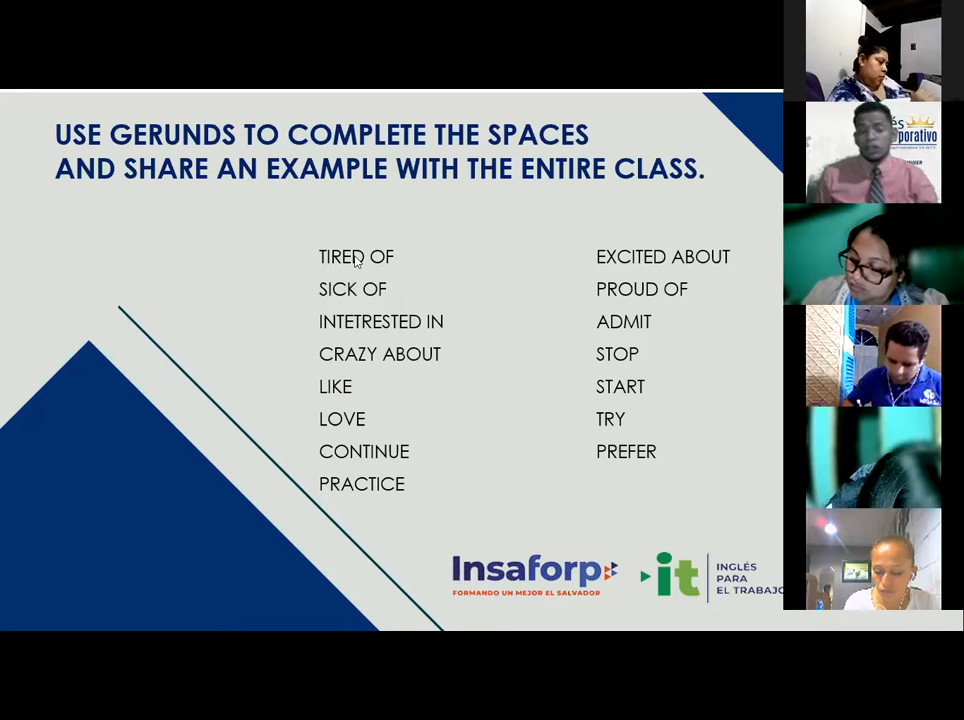 USE GERUNDS TO COMPLETE THE SPACES
AND SHARE AN EXAMPLE WITH THE ENTIRE CLASS.
TIRED OF
SICK OF
INTETRESTED IN
CRAZY ABOUT
LIKE
LOVE
CONTINUE
PRACTICE
EXCITED ABOUT
PROUD OF
ADMIT
STOP
START
TRY
PREFER
Insaforp
FORMANDO UN MEJOR EL SALVADOR
it
INGLÉS
PARA
EL TRABAJO